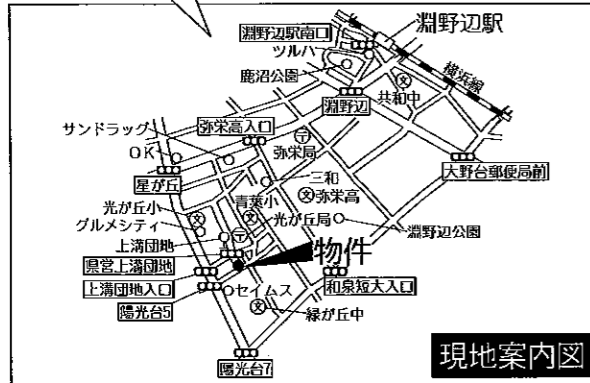 淵野辺駅
淵野辺駅南口
ツルハ
鹿沼公園
横浜線
共和中
淵野辺
サンドラッグ
弥栄高入口
OK
弥栄局
大野台郵便局前
星が丘
三和
弥栄高
光が丘小
青葉小
光が丘局
グルメシティ
淵野辺公園
上溝団地
物件
県営上溝団地
上溝団地入口
セイムス
和泉短大入口
陽光台5
緑が丘中
陽光台7
現地案内図